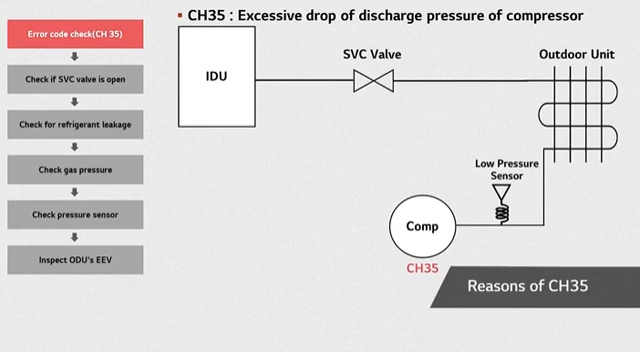 Error code check(CH 35)
Check if SVC valve is open
Check for refrigerant leakage
Check gas pressure
Check pressure sensor
Inspect ODU's EEV
▪ CH35 : Excessive drop of discharge pressure of compressor
IDU
SVC Valve
Outdoor Unit
Low Pressure
Sensor
Comp
CH35
Reasons of CH35